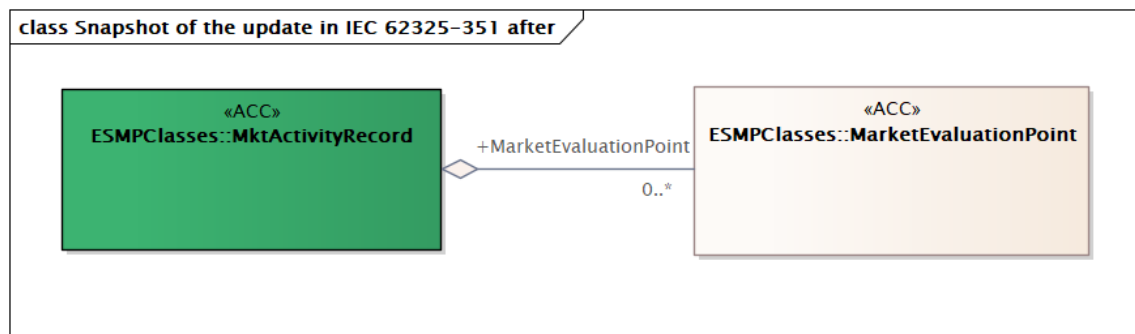 class Snapshot of the update in IEC 62325-351 after
«ACC»
ESMPClasses::MktActivityRecord
+MarketEvaluationPoint
0..*
«ACC»
ESMPClasses::MarketEvaluationPoint